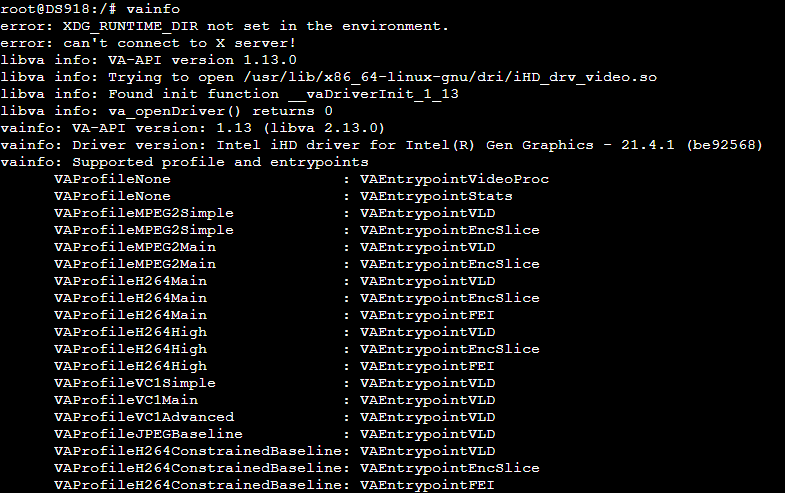 root@DS918:/# vainfo
error: XDG_RUNTIME_DIR not set in the environment.
error: can't connect to X server!
libva info: VA-API version 1.13.0
libva info: Trying to open /usr/lib/x86_64-linux-gnu/dri/iHD_drv_video.so
libva info: Found init function __vaDriverInit_1_13
libva info: va_openDriver() returns 0
vainfo: VA-API version: 1.13 (libva 2.13.0)
vainfo: Driver version: Intel iHD driver for Intel(R) Gen Graphics - 21.4.1 (be92568)
vainfo: Supported profile and entrypoints
      VAProfileNone                   : VAEntrypointVideoProc
      VAProfileNone                   : VAEntrypointStats
      VAProfileMPEG2Simple            : VAEntrypointVLD
      VAProfileMPEG2Simple            : VAEntrypointEncSlice
      VAProfileMPEG2Main              : VAEntrypointVLD
      VAProfileMPEG2Main              : VAEntrypointEncSlice
      VAProfileH264Main               : VAEntrypointVLD
      VAProfileH264Main               : VAEntrypointEncSlice
      VAProfileH264Main               : VAEntrypointFEI
      VAProfileH264High               : VAEntrypointVLD
      VAProfileH264High               : VAEntrypointEncSlice
      VAProfileH264High               : VAEntrypointFEI
      VAProfileVC1Simple              : VAEntrypointVLD
      VAProfileVC1Main                : VAEntrypointVLD
      VAProfileVC1Advanced            : VAEntrypointVLD
      VAProfileJPEGBaseline           : VAEntrypointVLD
      VAProfileH264ConstrainedBaseline: VAEntrypointVLD
      VAProfileH264ConstrainedBaseline: VAEntrypointEncSlice
      VAProfileH264ConstrainedBaseline: VAEntrypointFEI